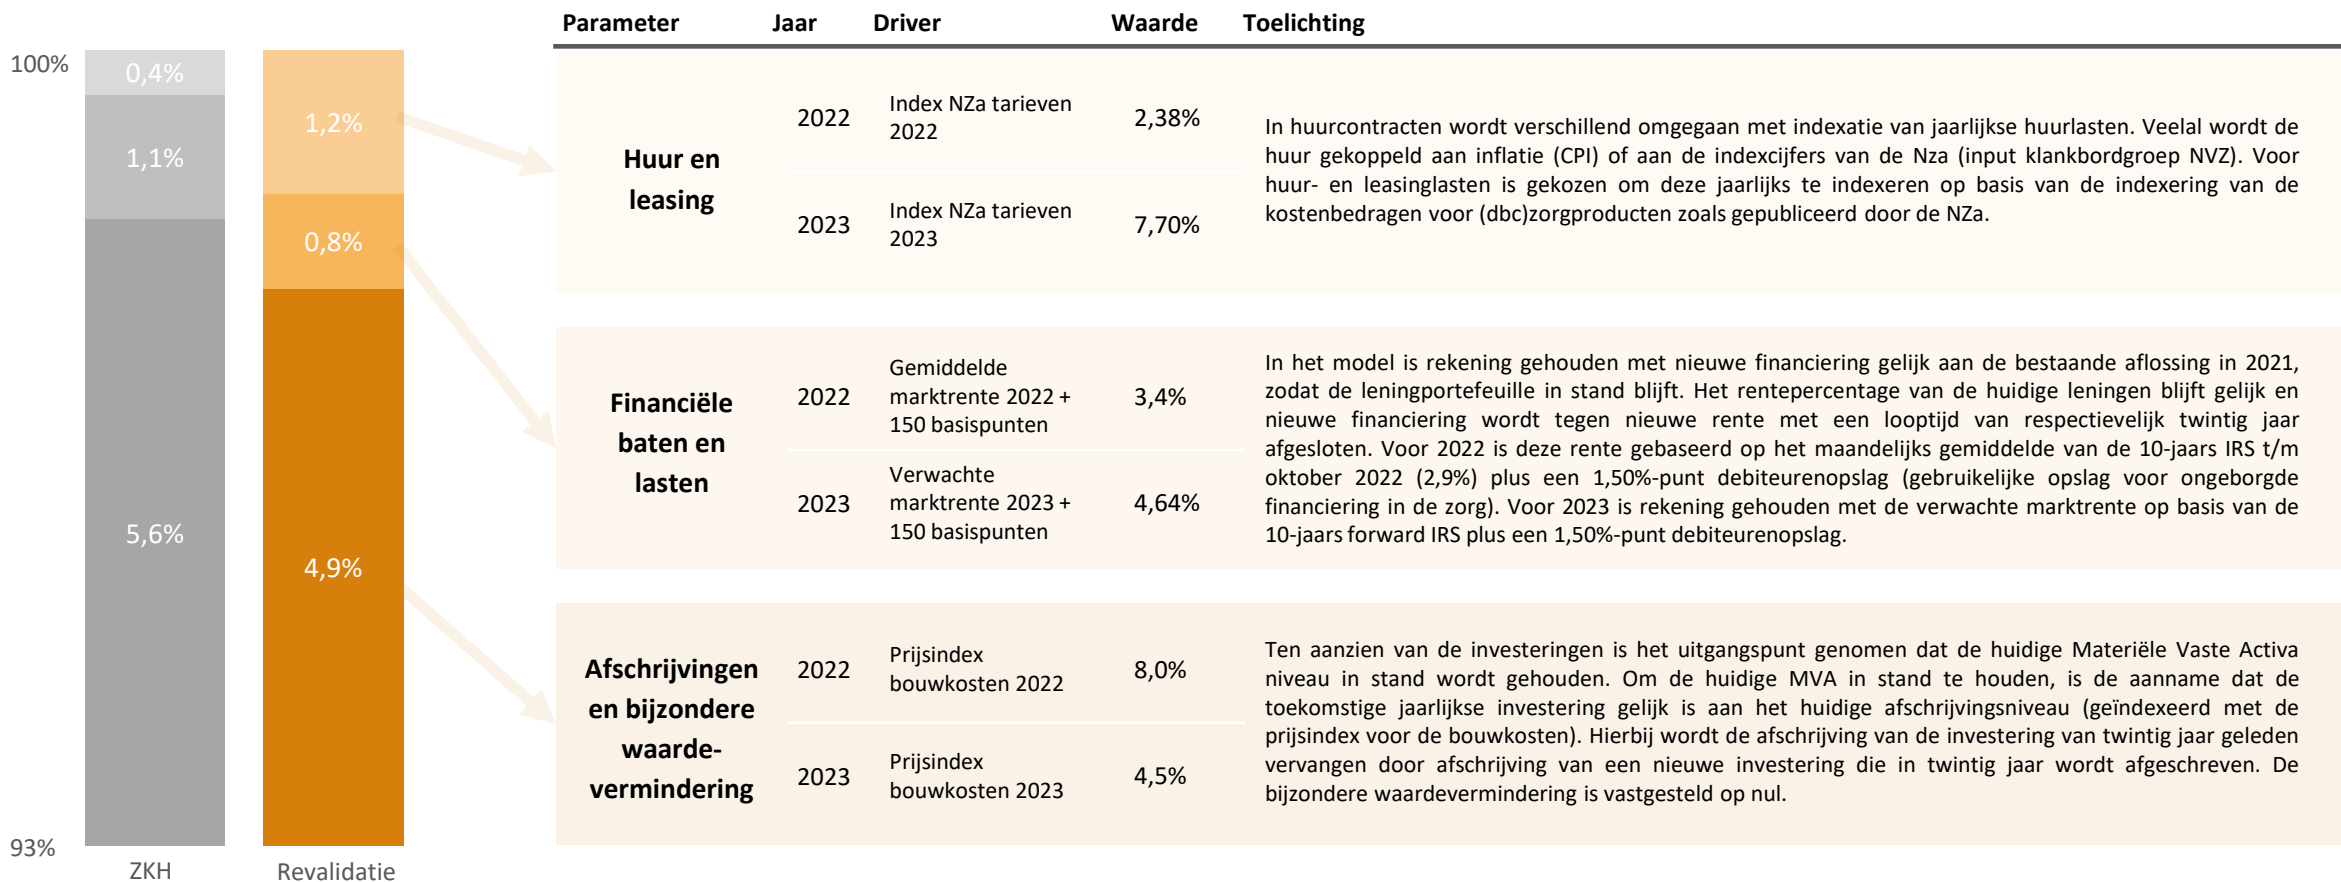 Parameter Jaar Driver Waarde Toelichting
100%
0,4%
1,1%
5,6%
93%
ZKH
1,2%
0,8%
4,9%
Revalidatie
Huur en
leasing
2022
Index NZa tarieven
2022
2,38%
2023
Index NZa tarieven
2023
7,70%
In huurcontracten wordt verschillend omgegaan met indexatie van jaarlijkse huurlasten. Veelal wordt de
huur gekoppeld aan inflatie (CPI) of aan de indexcijfers van de Nza (input klankbordgroep NVZ). Voor
huur- en leasinglasten is gekozen om deze jaarlijks te indexeren op basis van de indexering van de
kostenbedragen voor (dbc)zorgproducten zoals gepubliceerd door de NZa.
Financiële
baten en
lasten
2022
Gemiddelde
marktrente 2022 +
150 basispunten
3,4%
2023
Verwachte
marktrente 2023 +
150 basispunten
4,64%
In het model is rekening gehouden met nieuwe financiering gelijk aan de bestaande aflossing in 2021,
zodat de leningportefeuille in stand blijft. Het rentepercentage van de huidige leningen blijft gelijk en
nieuwe financiering wordt tegen nieuwe rente met een looptijd van respectievelijk twintig jaar
afgesloten. Voor 2022 is deze rente gebaseerd op het maandelijks gemiddelde van de 10-jaars IRS t/m
oktober 2022 (2,9%) plus een 1,50%-punt debiteurenopslag (gebruikelijke opslag voor ongeborgde
financiering in de zorg). Voor 2023 is rekening gehouden met de verwachte marktrente op basis van de
10-jaars forward IRS plus een 1,50%-punt debiteurenopslag.
Afschrijvingen
en bijzondere
waarde-
vermindering
2022
Prijsindex
bouwkosten 2022
8,0%
2023
Prijsindex
bouwkosten 2023
4,5%
Ten aanzien van de investeringen is het uitgangspunt genomen dat de huidige Materiële Vaste Activa
niveau in stand wordt gehouden. Om de huidige MVA in stand te houden, is de aanname dat de
toekomstige jaarlijkse investering gelijk is aan het huidige afschrijvingsniveau (geïndexeerd met de
prijsindex voor de bouwkosten). Hierbij wordt de afschrijving van de investering van twintig jaar geleden
vervangen door afschrijving van een nieuwe investering die in twintig jaar wordt afgeschreven. De
bijzondere waardevermindering is vastgesteld op nul.